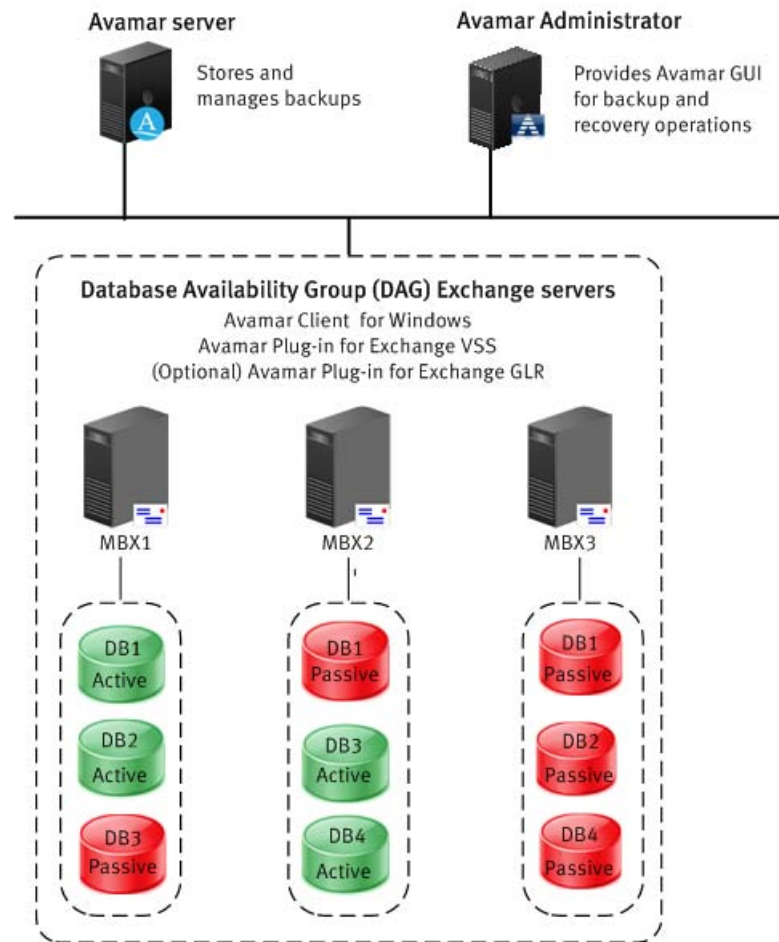 Avamar server
Stores and
manages backups
Avamar Administrator
Provides Avamar GUI
for backup and
recovery operations
A
Database Availability Group (DAG) Exchange servers
Avamar Client for Windows
Avamar Plug-in for Exchange VSS
(Optional) Avamar Plug-in for Exchange GLR
MBX1
MBX2
MBX3
DB1
Active
DB2
Active
DB3
Passive
DB1
Passive
DB3
Active
DB4
Active
DB1
Passive
DB2
Passive
DB4
Passive